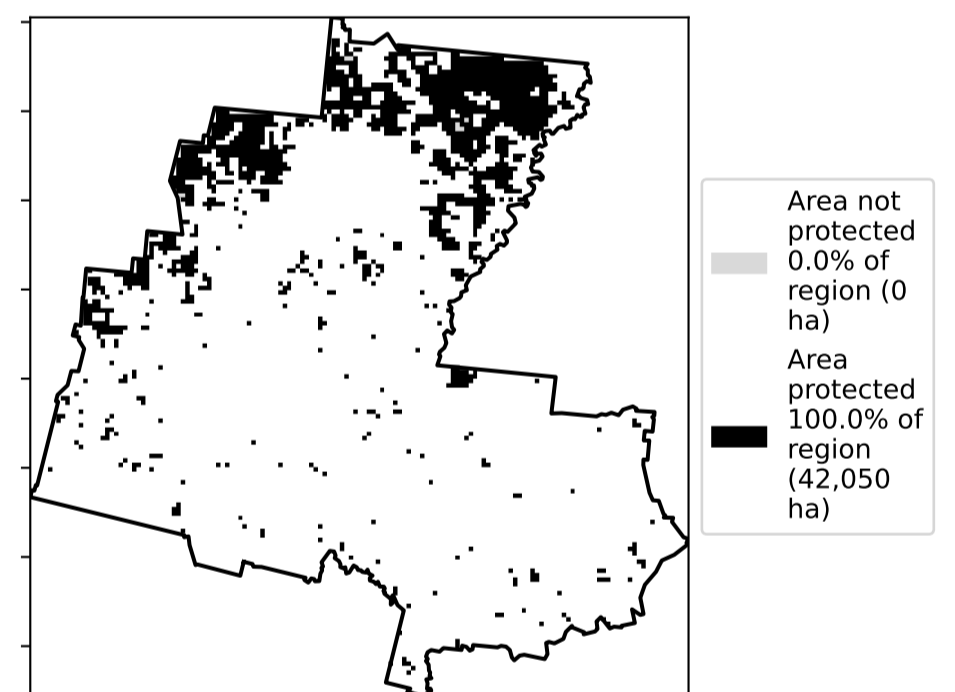 Area not
protected
0.0% of
region (0
ha)
Area
protected
100.0% of
region
(42,050
ha)